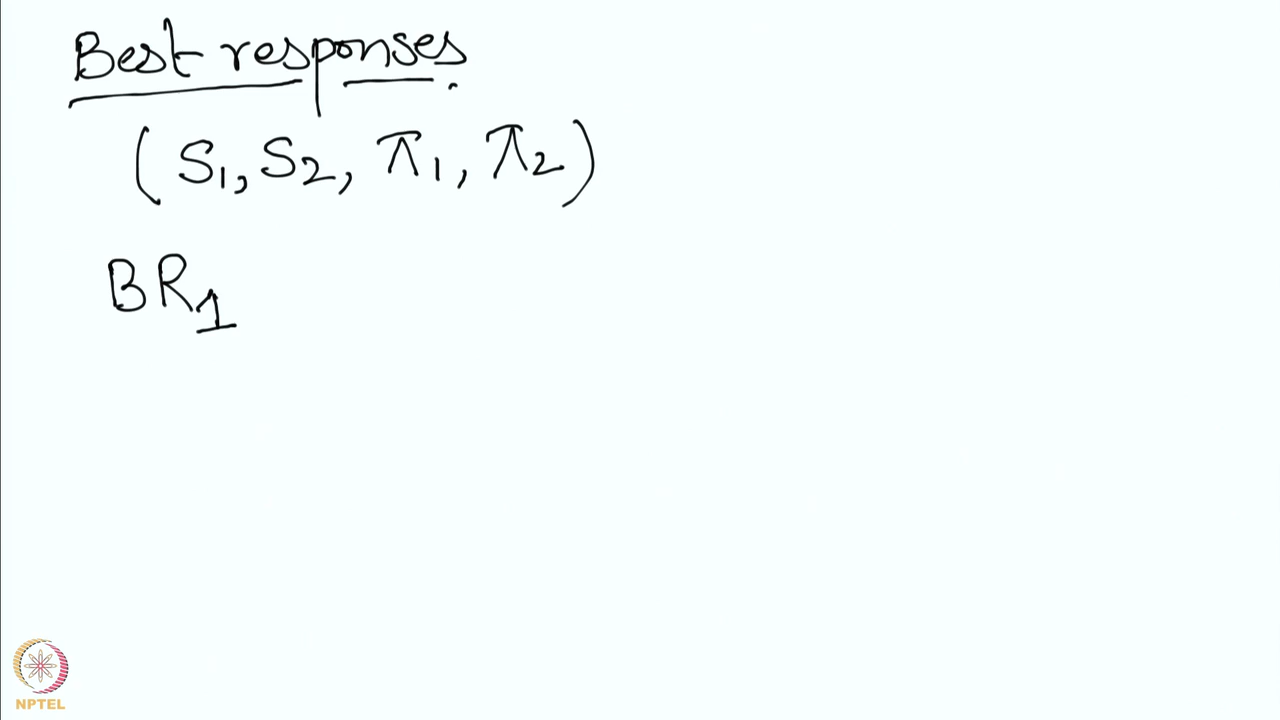 Best responses.
(S₁, S₂, π₁, π₂)
BR₁
NPTEL